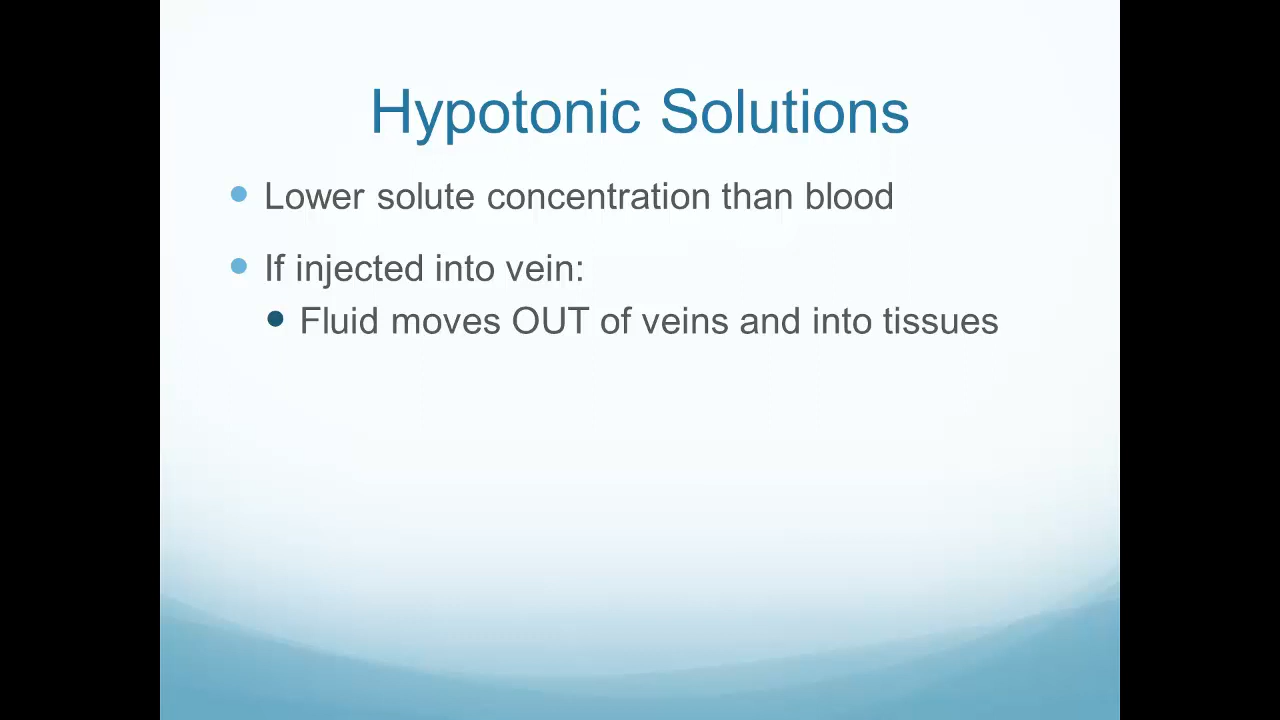 Hypotonic Solutions
Lower solute concentration than blood
If injected into vein:
Fluid moves OUT of veins and into tissues